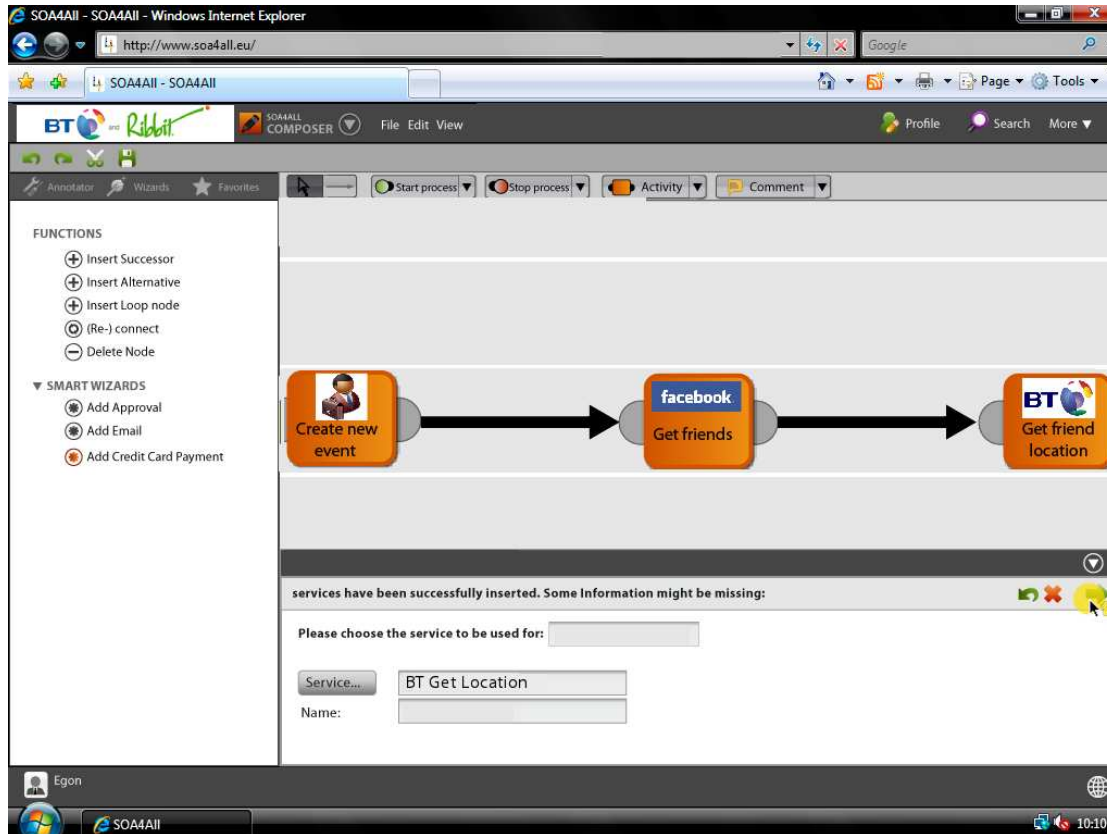 SOA4All - SOA4All - Windows Internet Explorer
http://www.soa4all.eu/
Google
SOA4All - SOA4All
Page Tools
BT and Ribbit
SOA4ALL COMPOSER File Edit View Profile Search More
Annotator Wizards Favorites
Start process Stop process Activity Comment
FUNCTIONS
Insert Successor
Insert Alternative
Insert Loop node
(Re-) connect
Delete Node
SMART WIZARDS
Add Approval
Add Email
Add Credit Card Payment
Create new
event
facebook
Get friends
BT
Get friend
location
services have been successfully inserted. Some Information might be missing:
Please choose the service to be used for:
Service... BT Get Location
Name:
Egon
SOA4All
10:10